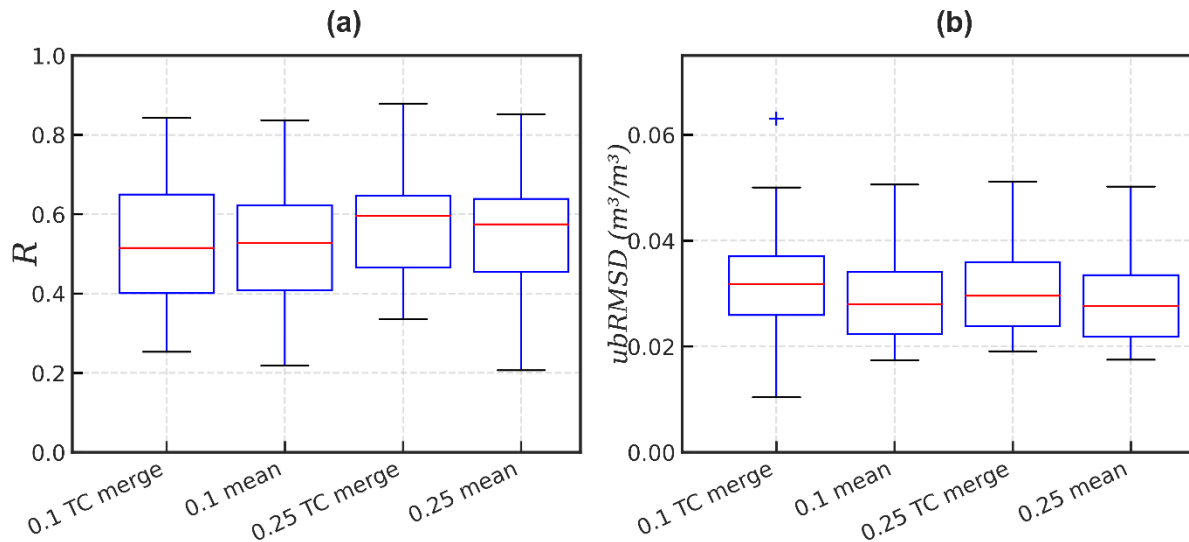 (a)
R
1.0
0.8
0.6
0.4
0.2
0.0
0.1 TC merge
0.1 mean
0.25 TC merge
0.25 mean
(b)
ubRMSD (m³/m³)
0.06
0.04
0.02
0.00
0.1 TC merge
0.1 mean
0.25 TC merge
0.25 mean